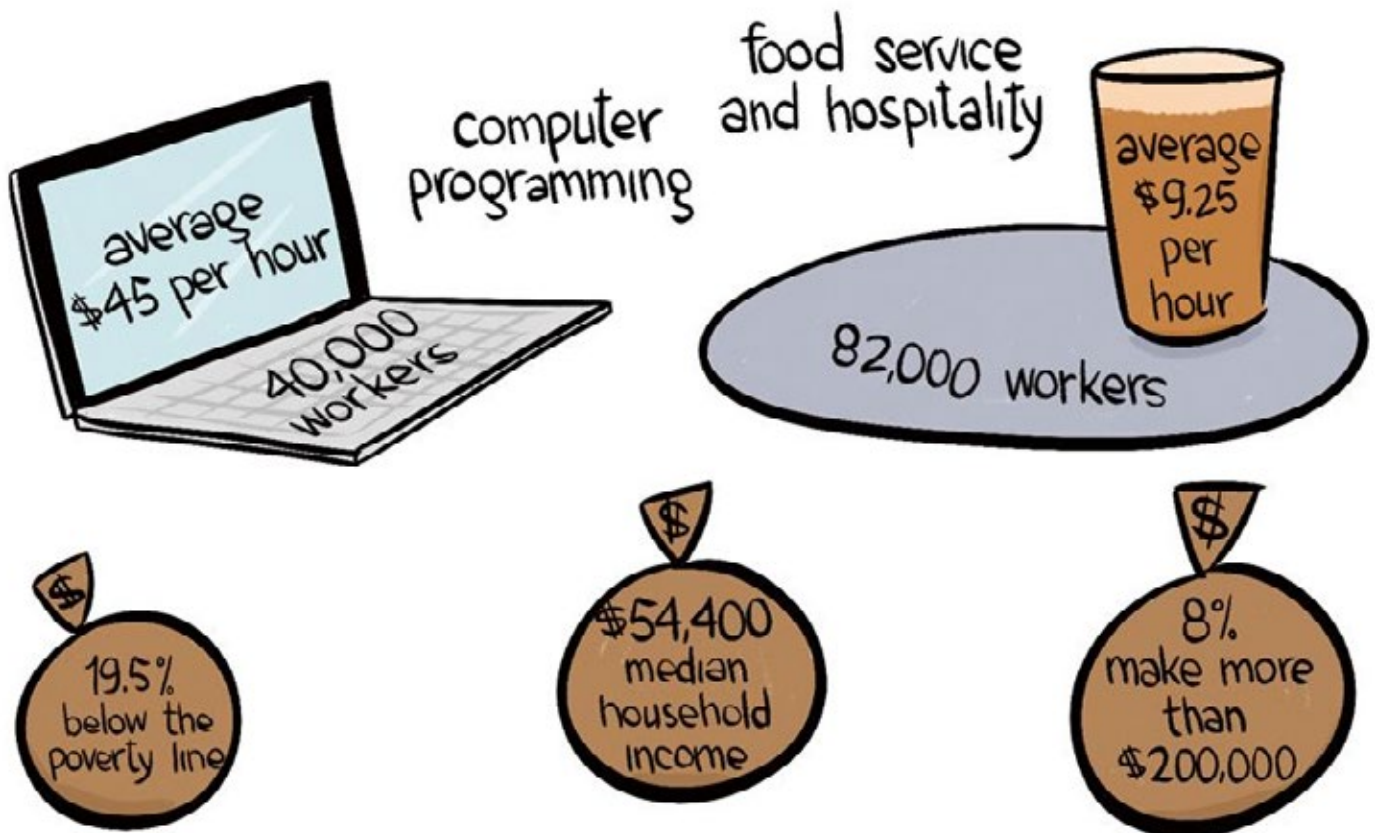 average
$45 per hour
40,000
workers
computer
programming
food service
and hospitality
average
$9.25
per
hour
82,000 workers
$
19.5%
below the
poverty line
$
$54,400
median
household
income
$
8%
make more
than
$200,000